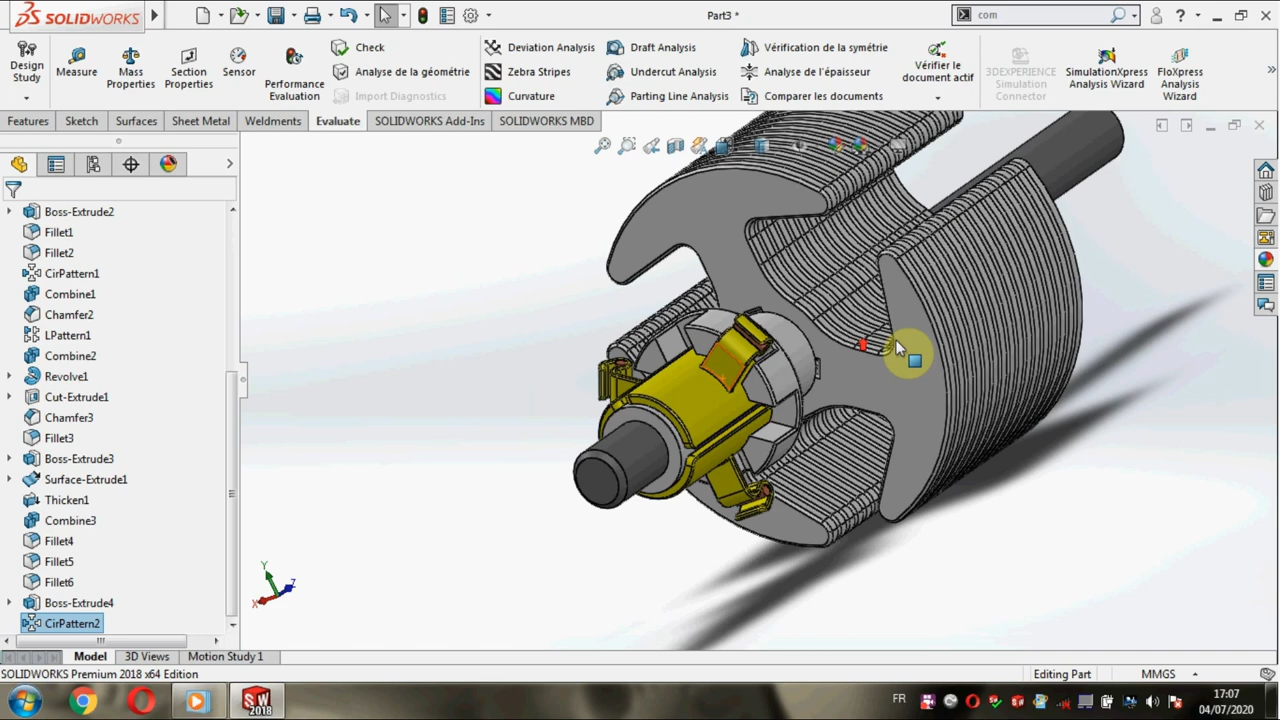 SOLIDWORKS
Part3 *
com
Design Study
Measure
Mass Properties
Section Properties
Sensor
Performance Evaluation
Check
Analyse de la géométrie
Import Diagnostics
Deviation Analysis
Zebra Stripes
Curvature
Draft Analysis
Undercut Analysis
Parting Line Analysis
Vérification de la symétrie
Analyse de l'épaisseur
Comparer les documents
Vérifier le document actif
3DEXPERIENCE Simulation Connector
SimulationXpress Analysis Wizard
FloXpress Analysis Wizard
Features
Sketch
Surfaces
Sheet Metal
Weldments
Evaluate
SOLIDWORKS Add-Ins
SOLIDWORKS MBD
Boss-Extrude2
Fillet1
Fillet2
CirPattern1
Combine1
Chamfer2
LPattern1
Combine2
Revolve1
Cut-Extrude1
Chamfer3
Fillet3
Boss-Extrude3
Surface-Extrude1
Thicken1
Combine3
Fillet4
Fillet5
Fillet6
Boss-Extrude4
CirPattern2
Y
Z
X
Model
3D Views
Motion Study 1
SOLIDWORKS Premium 2018 x64 Edition
Editing Part
MMGS
SW
2018
FR
17:07
04/07/2020